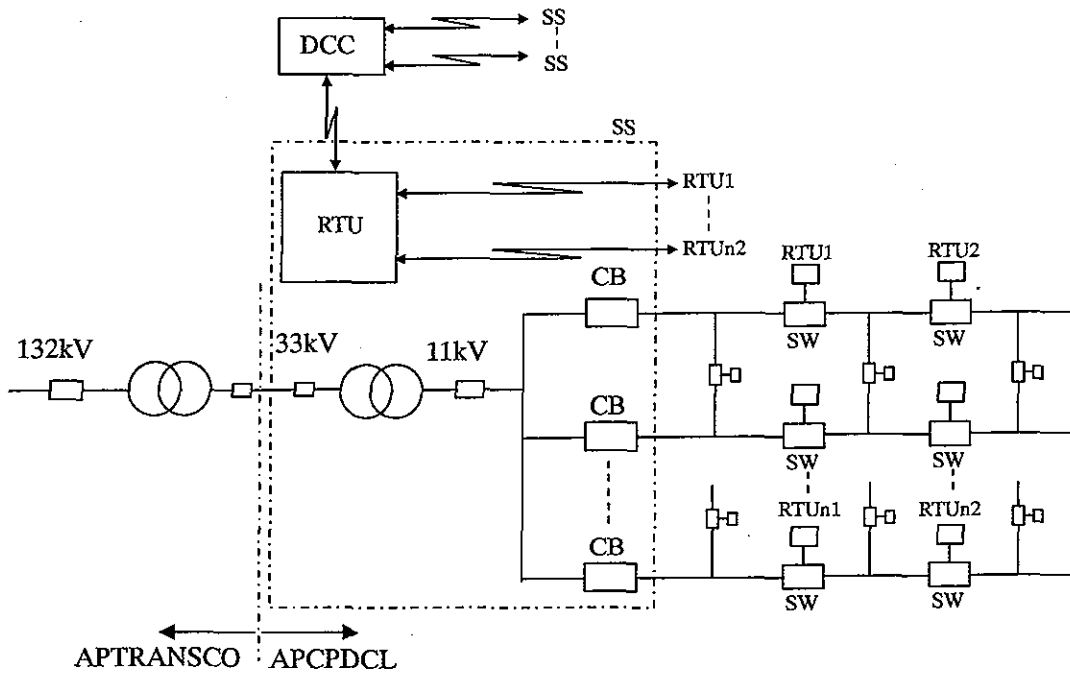 DCC
SS
SS
SS
RTU
RTU1
RTUn2
CB
RTU1
RTU2
SW
SW
132kV
33kV
11kV
CB
SW
SW
RTUn1
RTUn2
CB
SW
SW
APTRANSCO
APCPDCL